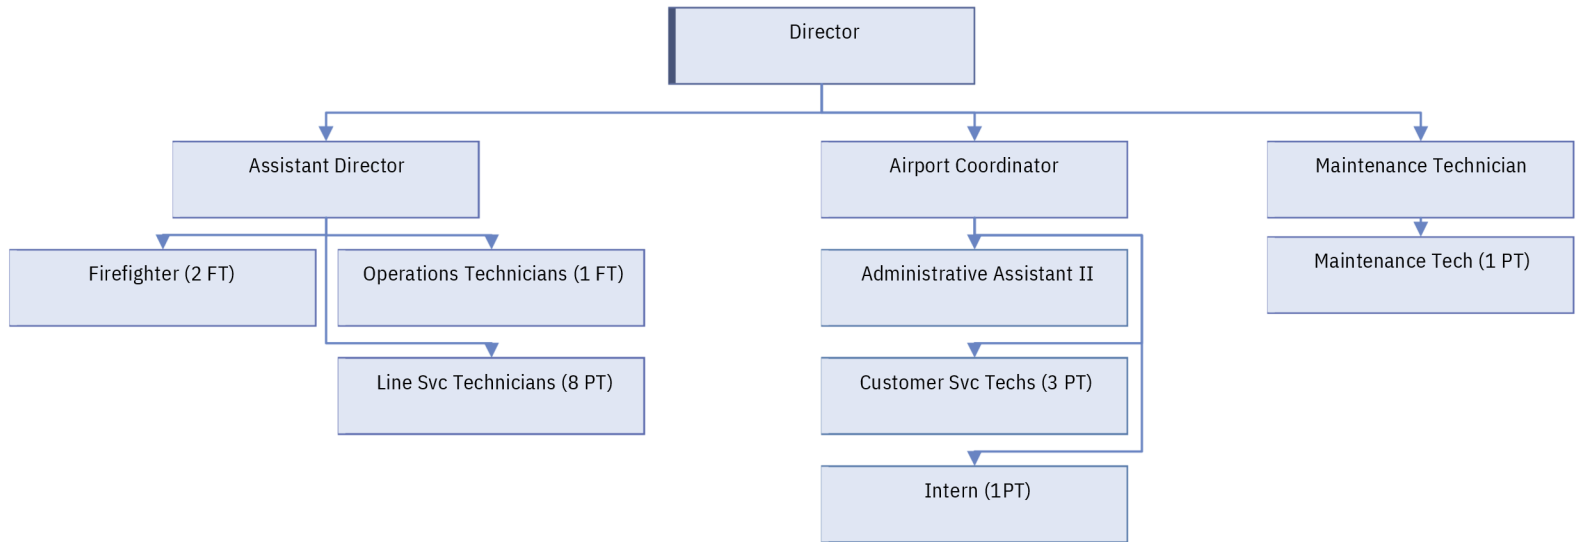 Director
Assistant Director
Airport Coordinator
Maintenance Technician
Firefighter (2 FT)
Operations Technicians (1 FT)
Administrative Assistant II
Maintenance Tech (1 PT)
Line Svc Technicians (8 PT)
Customer Svc Techs (3 PT)
Intern (1PT)